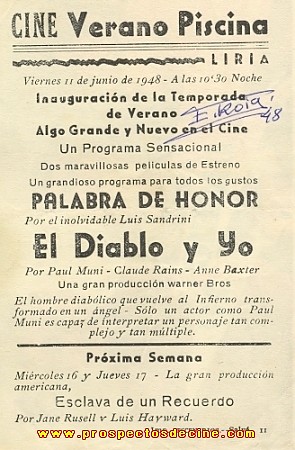 CINE Verano Piscina
LIRIA
Viernes 11 de junio de 1948 - A las 10'30 Noche
Inauguración de la Temporada
de Verano
Algo Grande y Nuevo en el Cine
48
Un Programa Sensacional
Dos maravillosas películas de Estreno
Un grandioso programa para todos los gustos
PALABRA DE HONOR
Por el inolvidable Luis Sandrini
El Diablo y Yo
Por Paul Muni - Claude Rains - Anne Baxter
Una gran producción warner Bros
El hombre diabólico que vuelve al Infierno trans-
formado en un ángel - Sólo un actor como Paul
Muni es capaz de interpretar un personaje tan com-
plejo y tan múltiple.
Próxima Semana
Miércoles 16 y Jueves 17 - La gran producción
americana,
Esclava de un Recuerdo
Por Jane Rusell y Luis Hayward.
11
www.prospectosdecine.com